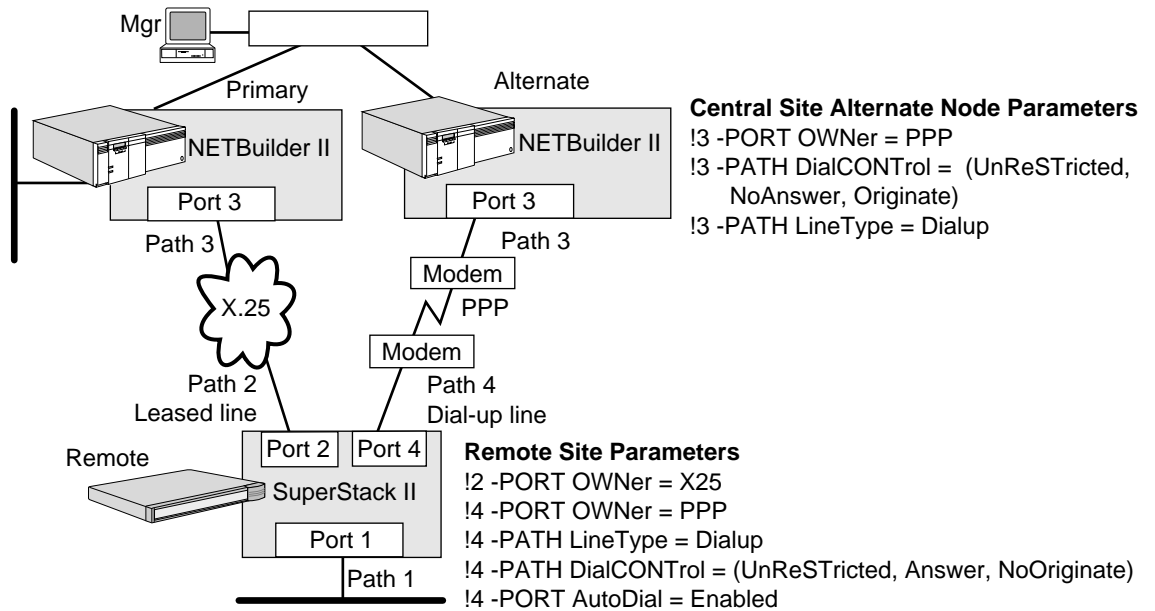 Mgr
Primary
Alternate
NETBuilder II
NETBuilder II
Central Site Alternate Node Parameters
!3 -PORT OWNer = PPP
!3 -PATH DialCONTrol = (UnReSTricted,
NoAnswer, Originate)
!3 -PATH LineType = Dialup
Port 3
Port 3
Path 3
Path 3
X.25
Modem
PPP
Modem
Path 2
Leased line
Path 4
Dial-up line
Remote
Port 2
Port 4
SuperStack II
Port 1
Path 1
Remote Site Parameters
!2 -PORT OWNer = X25
!4 -PORT OWNer = PPP
!4 -PATH LineType = Dialup
!4 -PATH DialCONTrol = (UnReSTricted, Answer, NoOriginate)
!4 -PORT AutoDial = Enabled